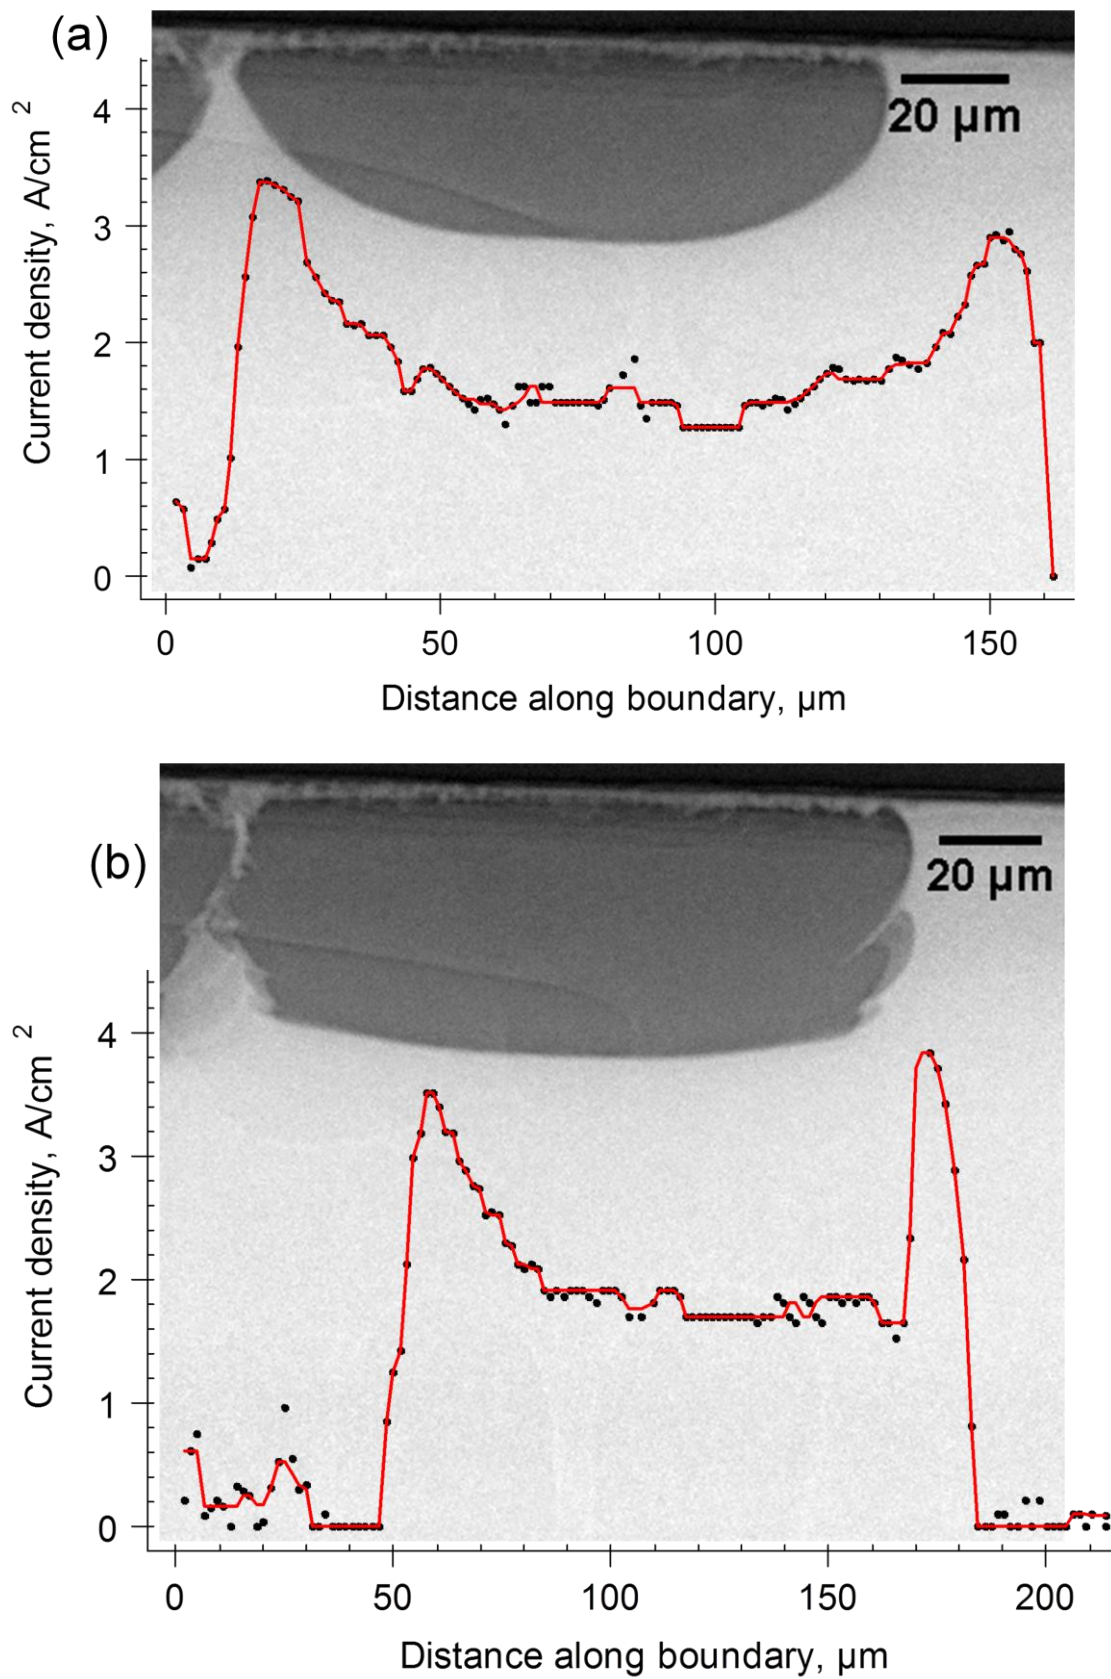 (a)
20 µm
Current density, A/cm 2
4
3
2
1
0
0 50 100 150
Distance along boundary, µm
(b)
20 µm
Current density, A/cm 2
4
3
2
1
0
0 50 100 150 200
Distance along boundary, µm